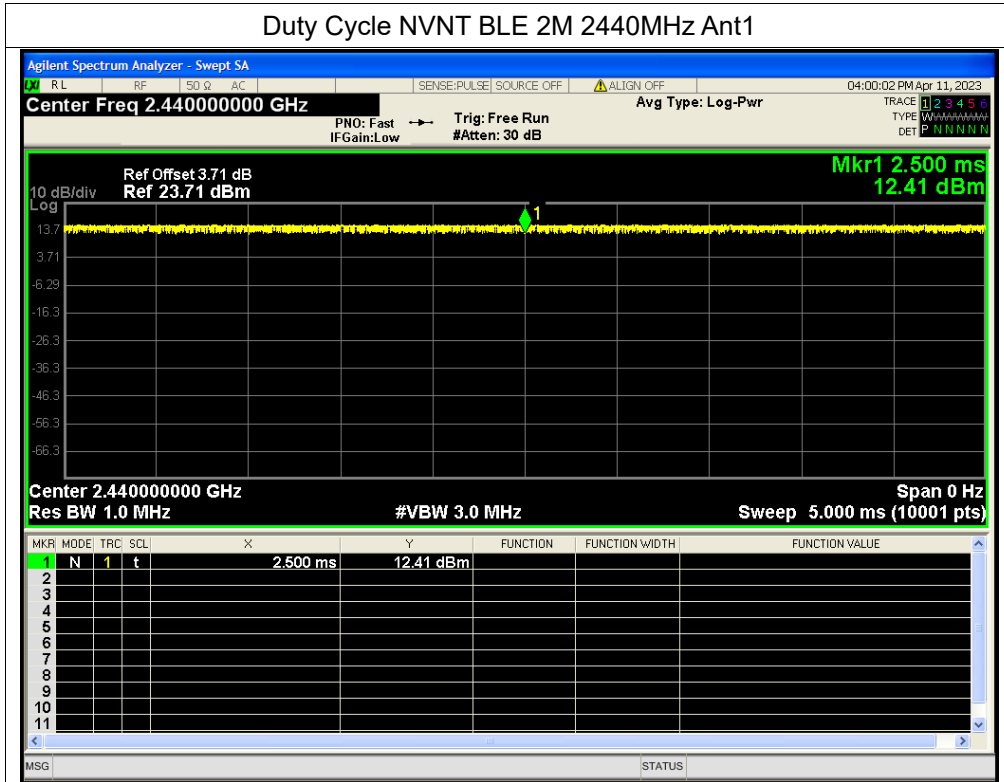 Duty Cycle NVNT BLE 2M 2440MHz Ant1
Agilent Spectrum Analyzer - Swept SA
LXI RL RF 50 Ω AC SENSE:PULSE SOURCE OFF ALIGN OFF 04:00:02 PM Apr 11, 2023
Center Freq 2.440000000 GHz Avg Type: Log-Pwr TRACE 1 2 3 4 5 6
PNO: Fast Trig: Free Run TYPE WWWWWW
IFGain:Low #Atten: 30 dB DET P N N N N N
Mkr1 2.500 ms
Ref Offset 3.71 dB
10 dB/div Ref 23.71 dBm 12.41 dBm
Log
1
13.7
3.71
-6.29
-16.3
-26.3
-36.3
-46.3
-56.3
-66.3
Center 2.440000000 GHz Span 0 Hz
Res BW 1.0 MHz #VBW 3.0 MHz Sweep 5.000 ms (10001 pts)
MKR MODE TRC SCL X Y FUNCTION FUNCTION WIDTH FUNCTION VALUE
1 N 1 t 2.500 ms 12.41 dBm
2
3
4
5
6
7
8
9
10
11
MSG STATUS